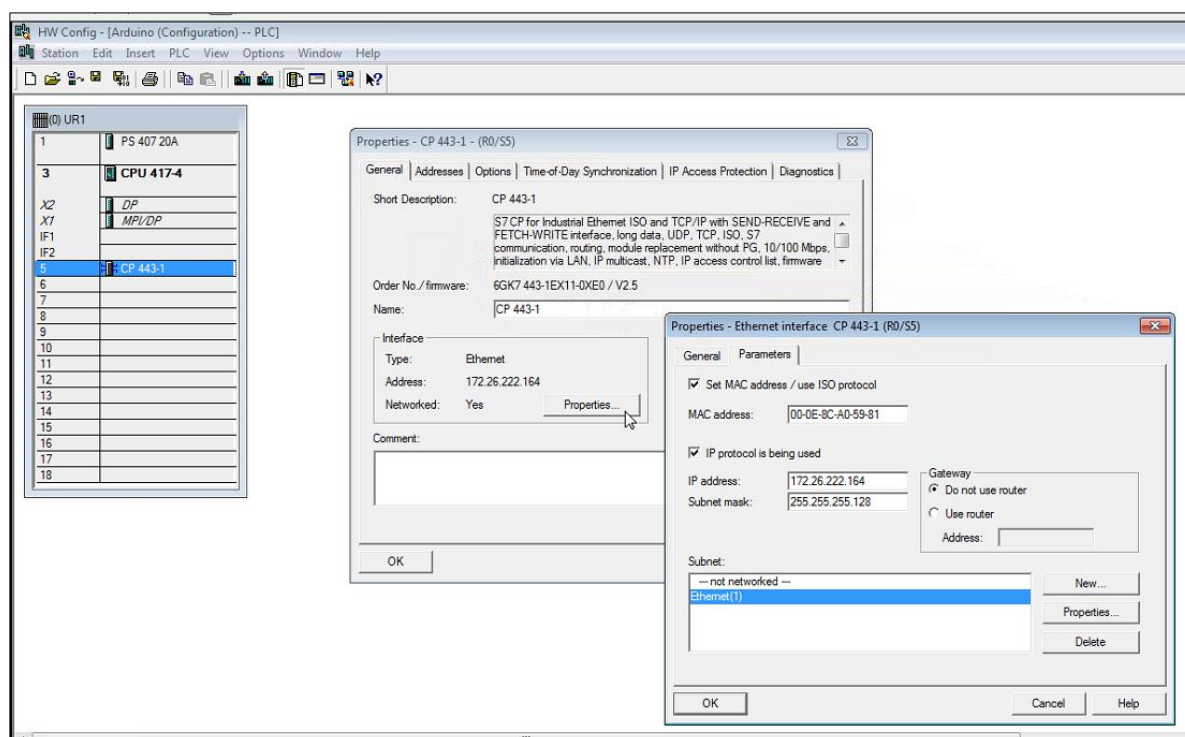 HW Config - [Arduino (Configuration) -- PLC]
Station Edit Insert PLC View Options Window Help
(0) UR1
1 PS 407 20A
3 CPU 417-4
X2 DP
X1 MPI/DP
IF1
IF2
5 CP 443-1
6
7
8
9
10
11
12
13
14
15
16
17
18
Properties - CP 443-1 - (R0/S5)
General Addresses Options Time-of-Day Synchronization IP Access Protection Diagnostics
Short Description: CP 443-1
S7 CP for Industrial Ethernet ISO and TCP/IP with SEND-RECEIVE and
FETCH-WRITE interface, long data, UDP, TCP, ISO, S7
communication, routing, module replacement without PG, 10/100 Mbps,
initialization via LAN, IP multicast, NTP, IP access control list, firmware
Order No./ firmware: 6GK7 443-1EX11-0XE0 / V2.5
Name: CP 443-1
Interface
Type: Ethernet
Address: 172.26.222.164
Networked: Yes Properties...
Comment:
OK
Properties - Ethernet interface CP 443-1 (R0/S5)
General Parameters
Set MAC address / use ISO protocol
MAC address: 00-0E-8C-A0-59-81
IP protocol is being used
IP address: 172.26.222.164
Subnet mask: 255.255.255.128
Gateway
Do not use router
Use router
Address:
Subnet:
--- not networked ---
Ethernet(1)
New...
Properties...
Delete
OK Cancel Help